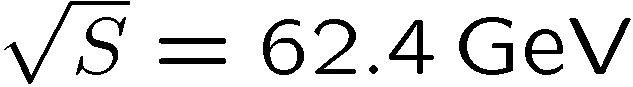 √S = 62.4 GeV